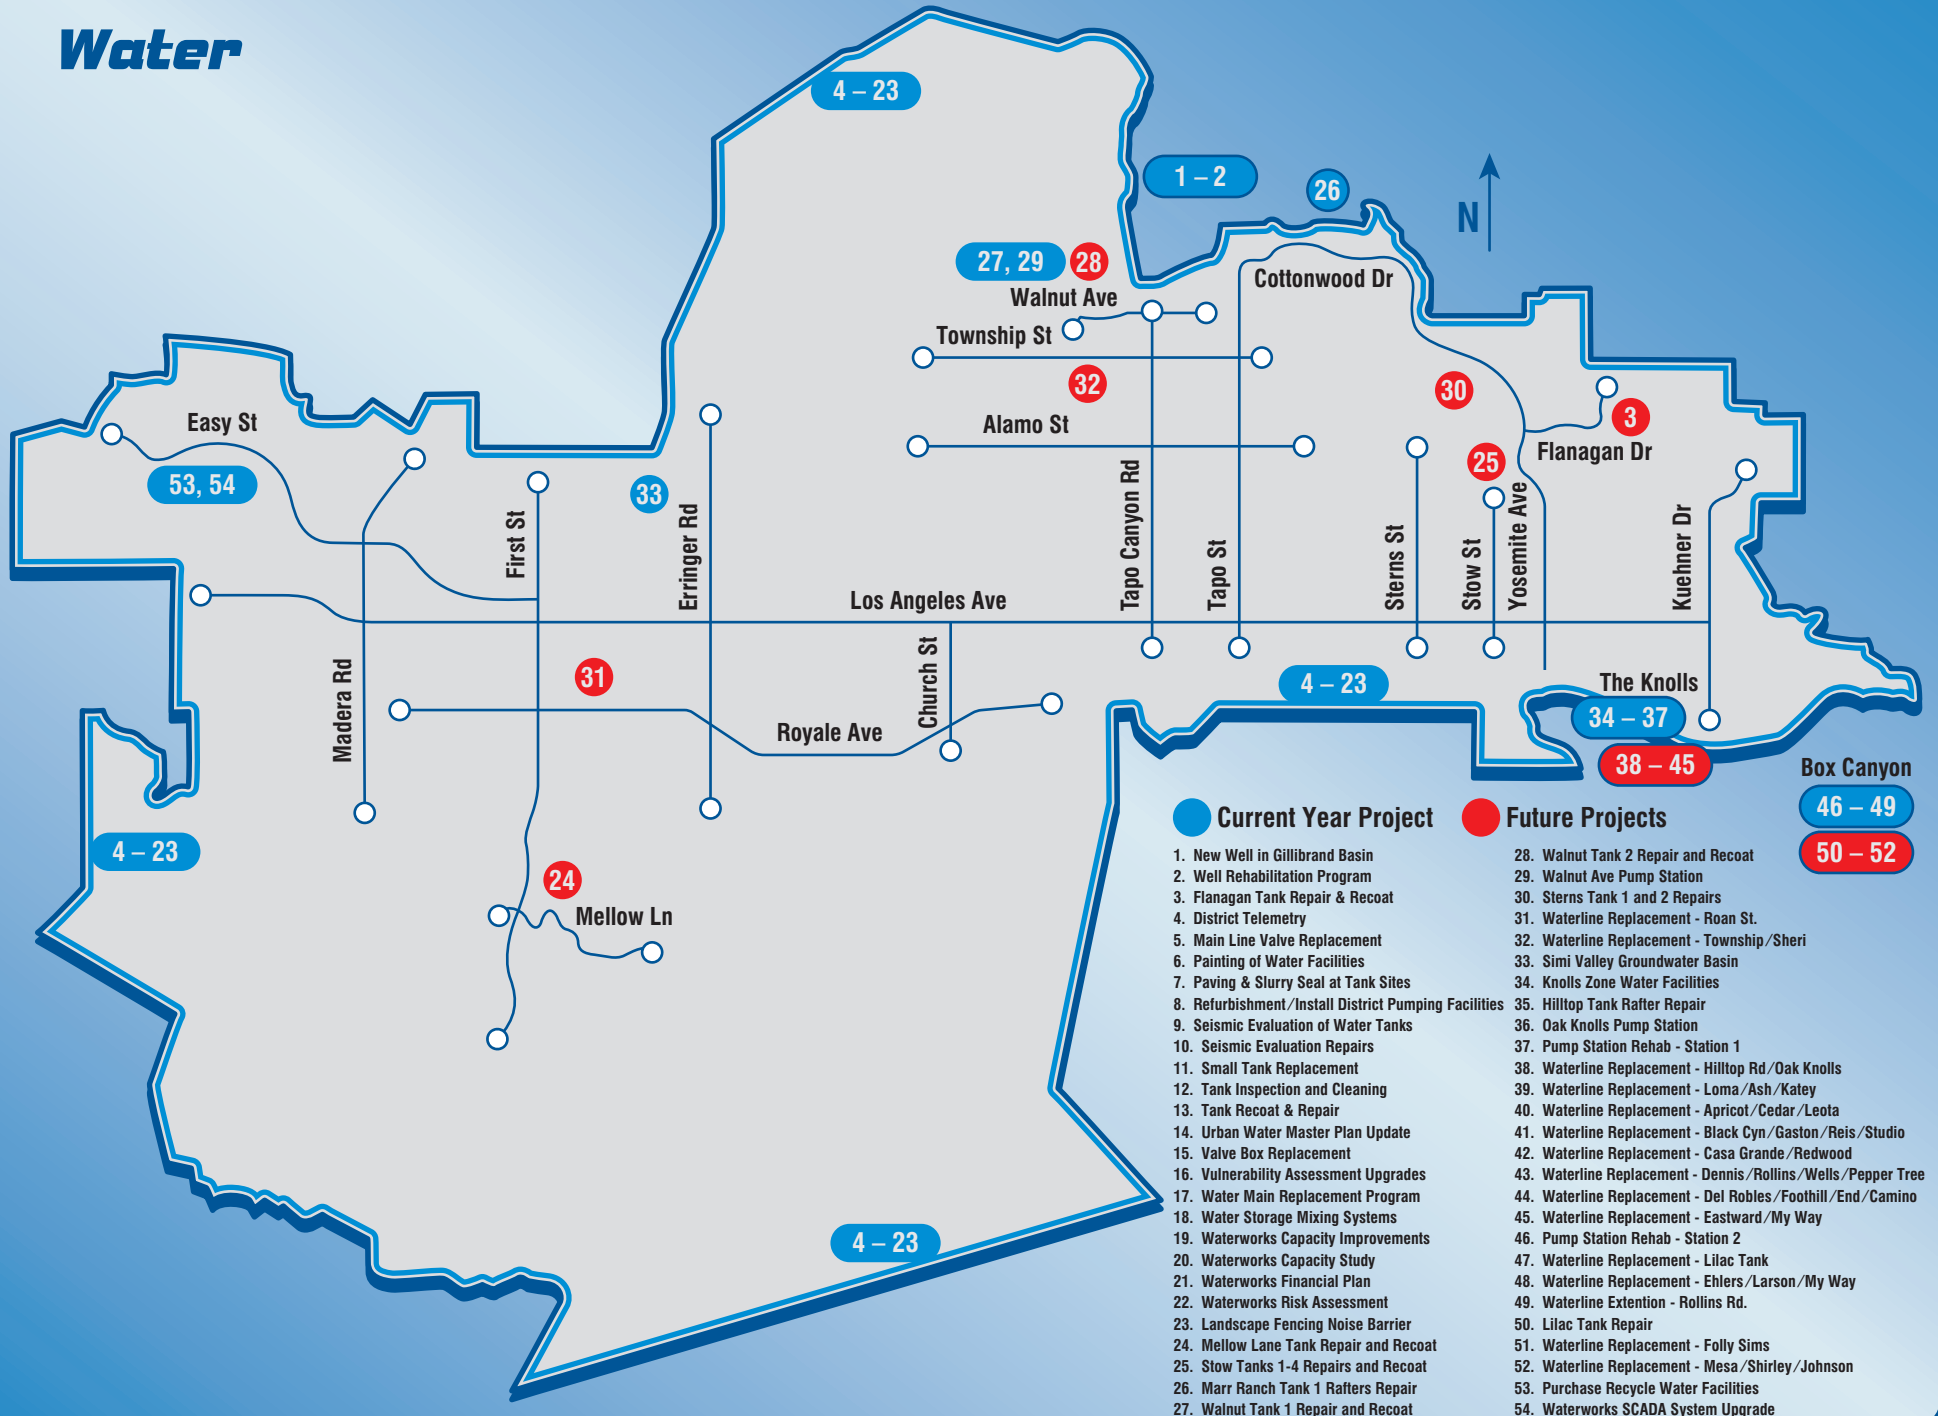 Water
4 – 23
1 – 2
26
N
27, 29
28
Walnut Ave
Cottonwood Dr
Township St
32
30
3
Easy St
Alamo St
Flanagan Dr
53, 54
33
25
First St
Erringer Rd
Tapo Canyon Rd
Tapo St
Sterns St
Stow St
Yosemite Ave
Kuehner Dr
Los Angeles Ave
Madera Rd
31
Church St
4 – 23
The Knolls
Royale Ave
34 – 37
38 – 45
Box Canyon
46 – 49
50 – 52
4 – 23
24
Mellow Ln
4 – 23
Current Year Project
Future Projects
1. New Well in Gillibrand Basin
2. Well Rehabilitation Program
3. Flanagan Tank Repair & Recoat
4. District Telemetry
5. Main Line Valve Replacement
6. Painting of Water Facilities
7. Paving & Slurry Seal at Tank Sites
8. Refurbishment/Install District Pumping Facilities
9. Seismic Evaluation of Water Tanks
10. Seismic Evaluation Repairs
11. Small Tank Replacement
12. Tank Inspection and Cleaning
13. Tank Recoat & Repair
14. Urban Water Master Plan Update
15. Valve Box Replacement
16. Vulnerability Assessment Upgrades
17. Water Main Replacement Program
18. Water Storage Mixing Systems
19. Waterworks Capacity Improvements
20. Waterworks Capacity Study
21. Waterworks Financial Plan
22. Waterworks Risk Assessment
23. Landscape Fencing Noise Barrier
24. Mellow Lane Tank Repair and Recoat
25. Stow Tanks 1-4 Repairs and Recoat
26. Marr Ranch Tank 1 Rafters Repair
27. Walnut Tank 1 Repair and Recoat
28. Walnut Tank 2 Repair and Recoat
29. Walnut Ave Pump Station
30. Sterns Tank 1 and 2 Repairs
31. Waterline Replacement - Roan St.
32. Waterline Replacement - Township/Sheri
33. Simi Valley Groundwater Basin
34. Knolls Zone Water Facilities
35. Hilltop Tank Rafter Repair
36. Oak Knolls Pump Station
37. Pump Station Rehab - Station 1
38. Waterline Replacement - Hilltop Rd/Oak Knolls
39. Waterline Replacement - Loma/Ash/Katey
40. Waterline Replacement - Apricot/Cedar/Leota
41. Waterline Replacement - Black Cyn/Gaston/Reis/Studio
42. Waterline Replacement - Casa Grande/Redwood
43. Waterline Replacement - Dennis/Rollins/Wells/Pepper Tree
44. Waterline Replacement - Del Robles/Foothill/End/Camino
45. Waterline Replacement - Eastward/My Way
46. Pump Station Rehab - Station 2
47. Waterline Replacement - Lilac Tank
48. Waterline Replacement - Ehlers/Larson/My Way
49. Waterline Extention - Rollins Rd.
50. Lilac Tank Repair
51. Waterline Replacement - Folly Sims
52. Waterline Replacement - Mesa/Shirley/Johnson
53. Purchase Recycle Water Facilities
54. Waterworks SCADA System Upgrade